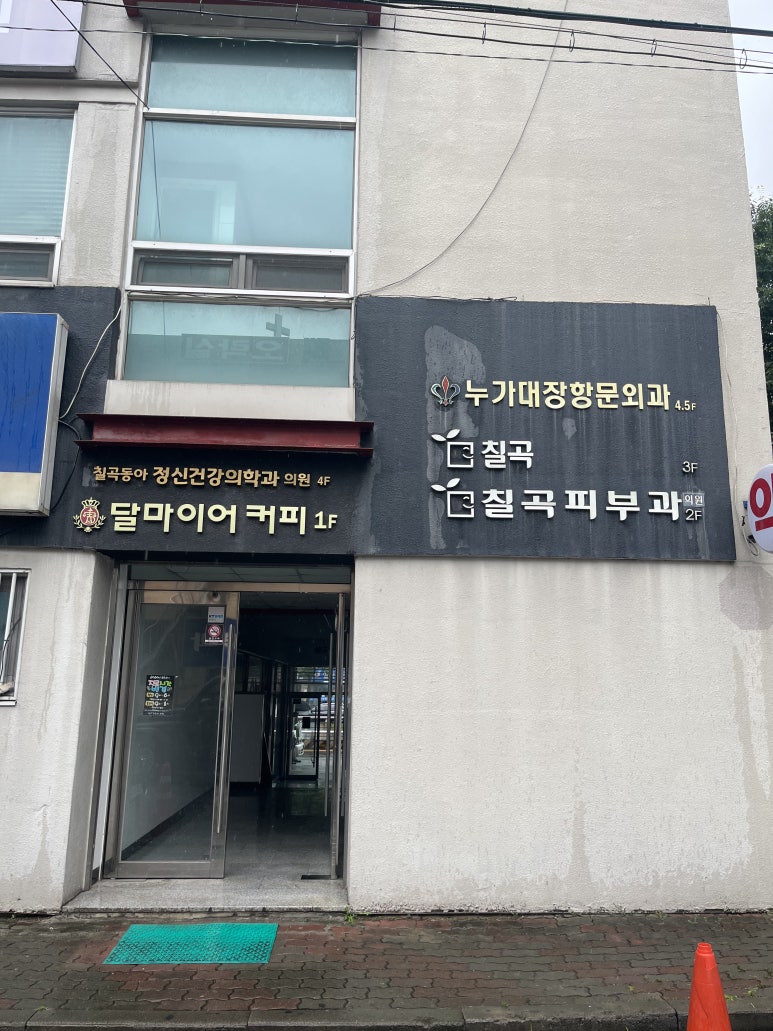 누가대장항문외과 4.5F
칠곡 3F
칠곡피부과 의원 2F
칠곡동아 정신건강의학과 의원 4F
달마이어 커피 1F